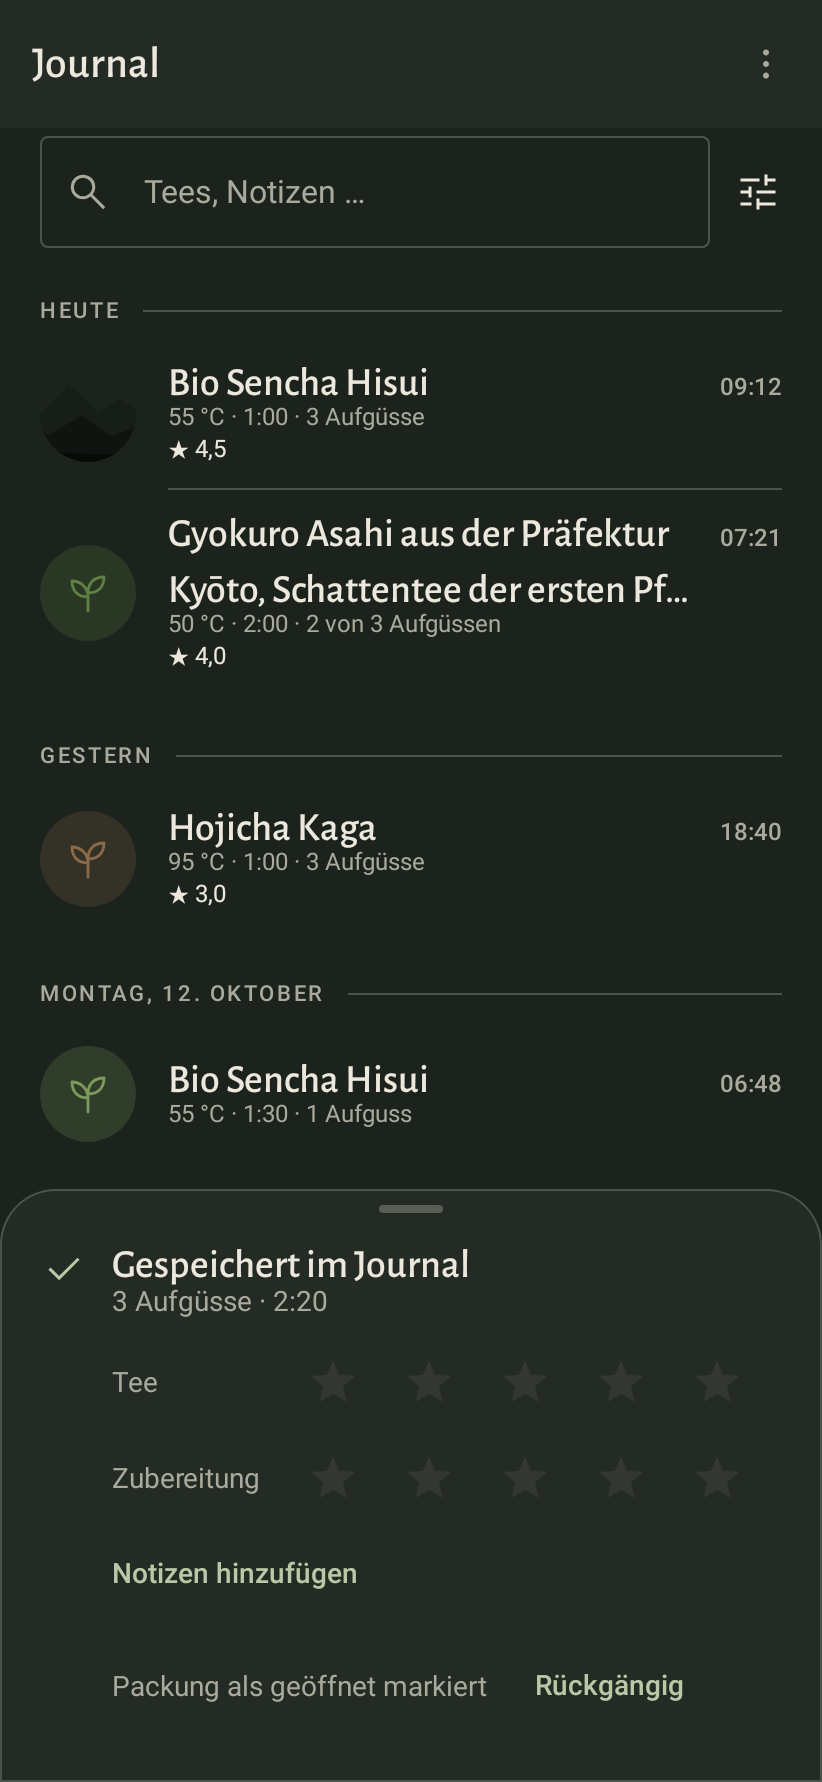 Journal
Tees, Notizen …
HEUTE
Bio Sencha Hisui
09:12
55 °C · 1:00 · 3 Aufgüsse
★ 4,5
Gyokuro Asahi aus der Präfektur
07:21
Kyōto, Schattentee der ersten Pf…
50 °C · 2:00 · 2 von 3 Aufgüssen
★ 4,0
GESTERN
Hojicha Kaga
18:40
95 °C · 1:00 · 3 Aufgüsse
★ 3,0
MONTAG, 12. OKTOBER
Bio Sencha Hisui
06:48
55 °C · 1:30 · 1 Aufguss
Gespeichert im Journal
3 Aufgüsse · 2:20
Tee
Zubereitung
Notizen hinzufügen
Packung als geöffnet markiert
Rückgängig